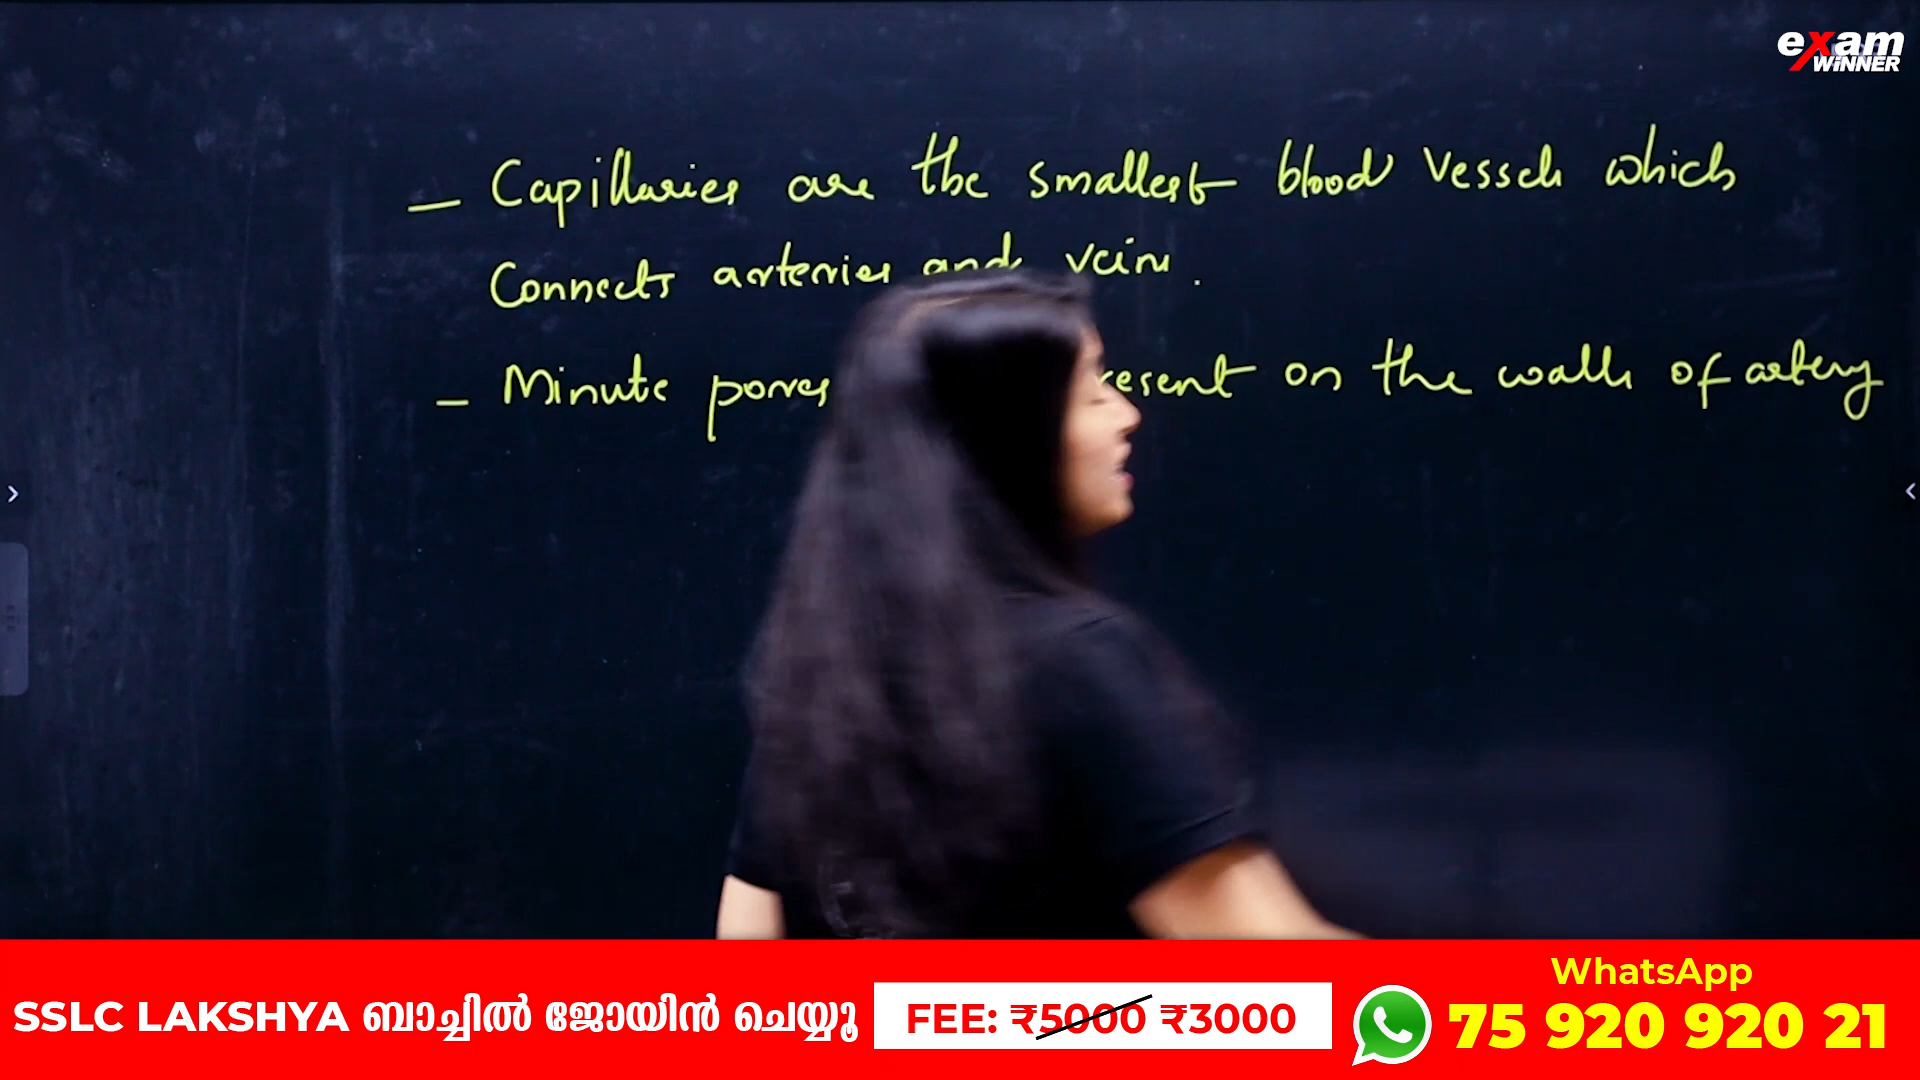 exam
WINNER
- Capillaries are the smallest blood vessels which
Connects arteries and veins.
- Minute pores resent on the walls of artery
SSLC LAKSHYA ബാച്ചിൽ ജോയിൻ ചെയ്യൂ
FEE: ₹5000 ₹3000
WhatsApp
75 920 920 21